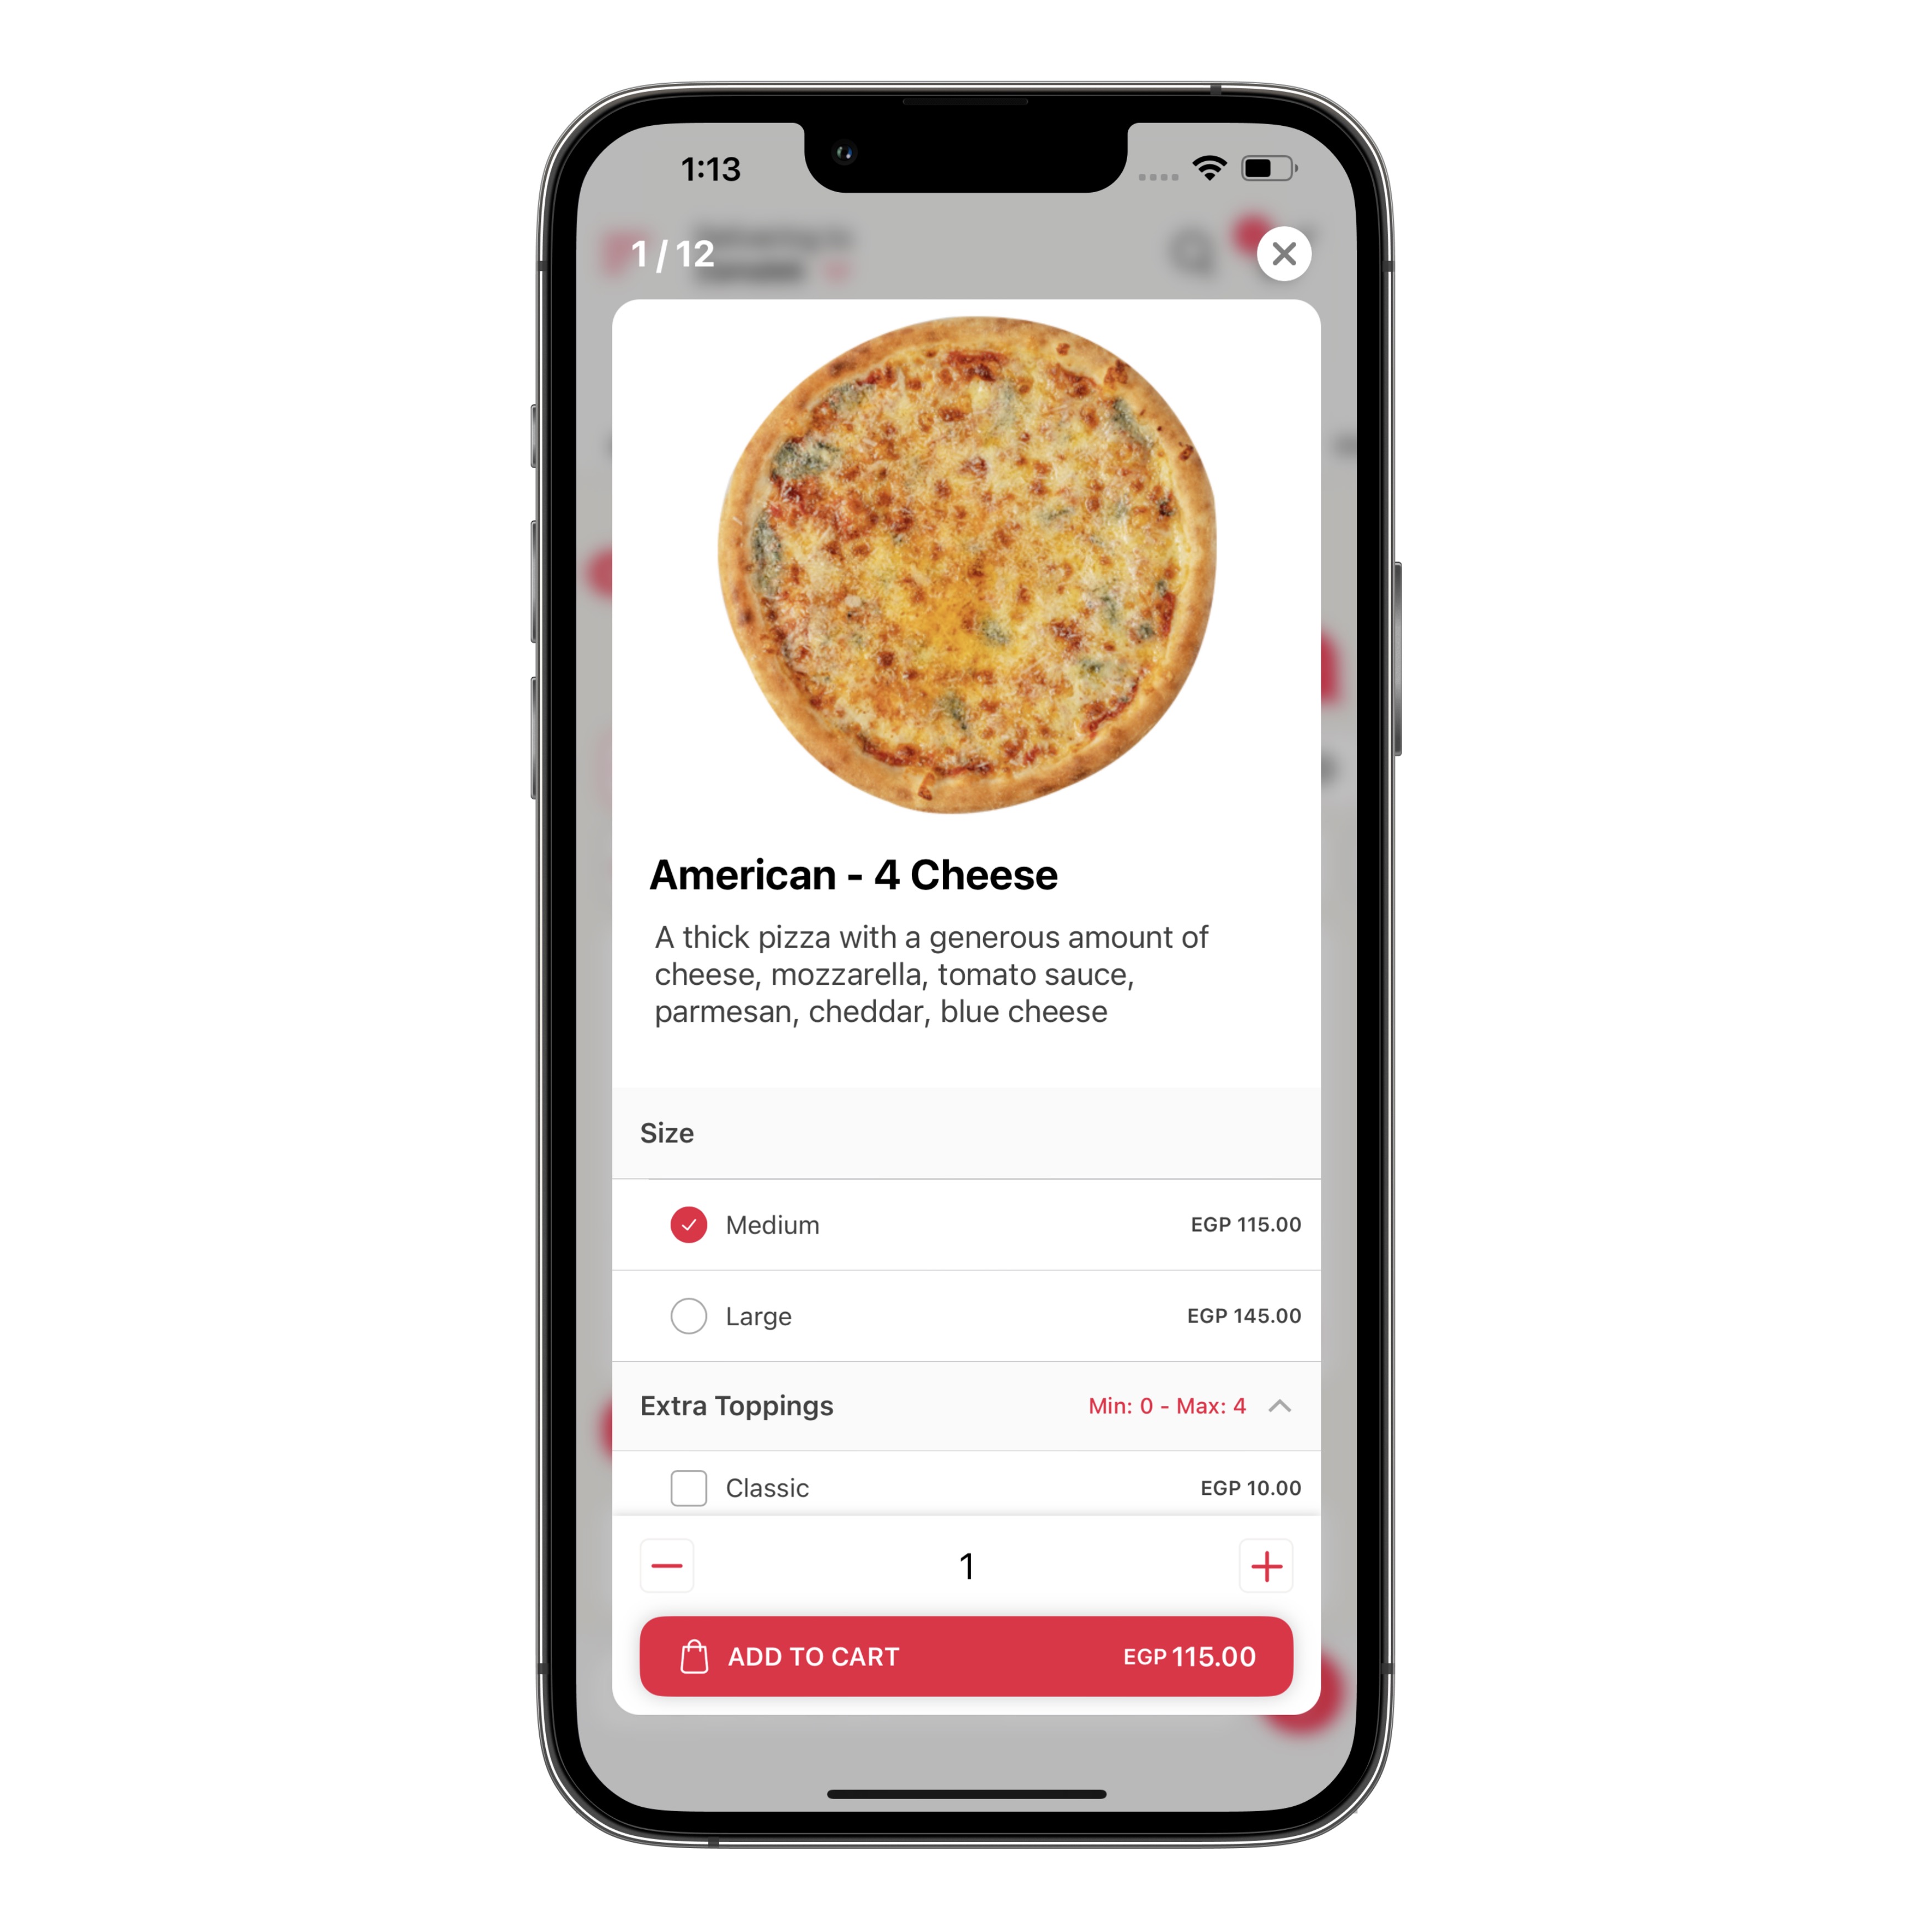 1:13
1 / 12
American - 4 Cheese
A thick pizza with a generous amount of
cheese, mozzarella, tomato sauce,
parmesan, cheddar, blue cheese
Size
Medium EGP 115.00
Large EGP 145.00
Extra Toppings Min: 0 - Max: 4
Classic EGP 10.00
1
ADD TO CART EGP 115.00